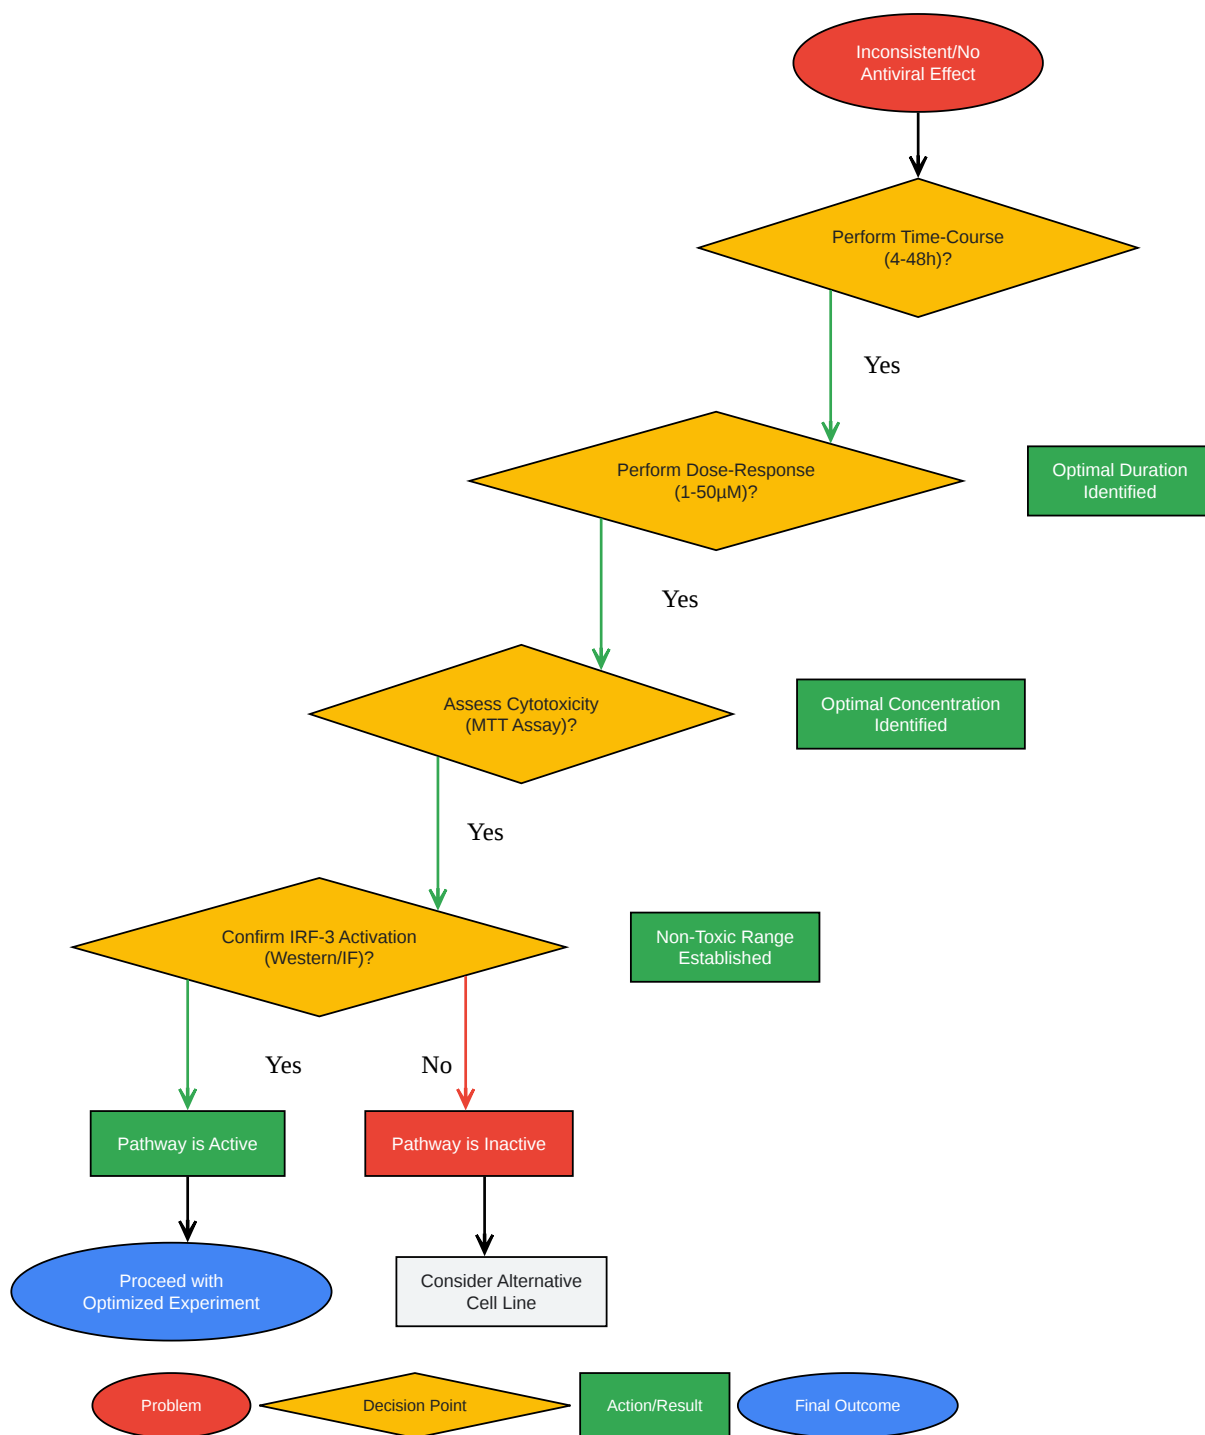 Inconsistent/No
Antiviral Effect
Perform Time-Course
(4-48h)?
Yes
Perform Dose-Response
(1-50µM)?
Optimal Duration
Identified
Yes
Assess Cytotoxicity
(MTT Assay)?
Optimal Concentration
Identified
Yes
Confirm IRF-3 Activation
(Western/IF)?
Non-Toxic Range
Established
Yes
No
Pathway is Active
Pathway is Inactive
Proceed with
Optimized Experiment
Consider Alternative
Cell Line
Problem
Decision Point
Action/Result
Final Outcome